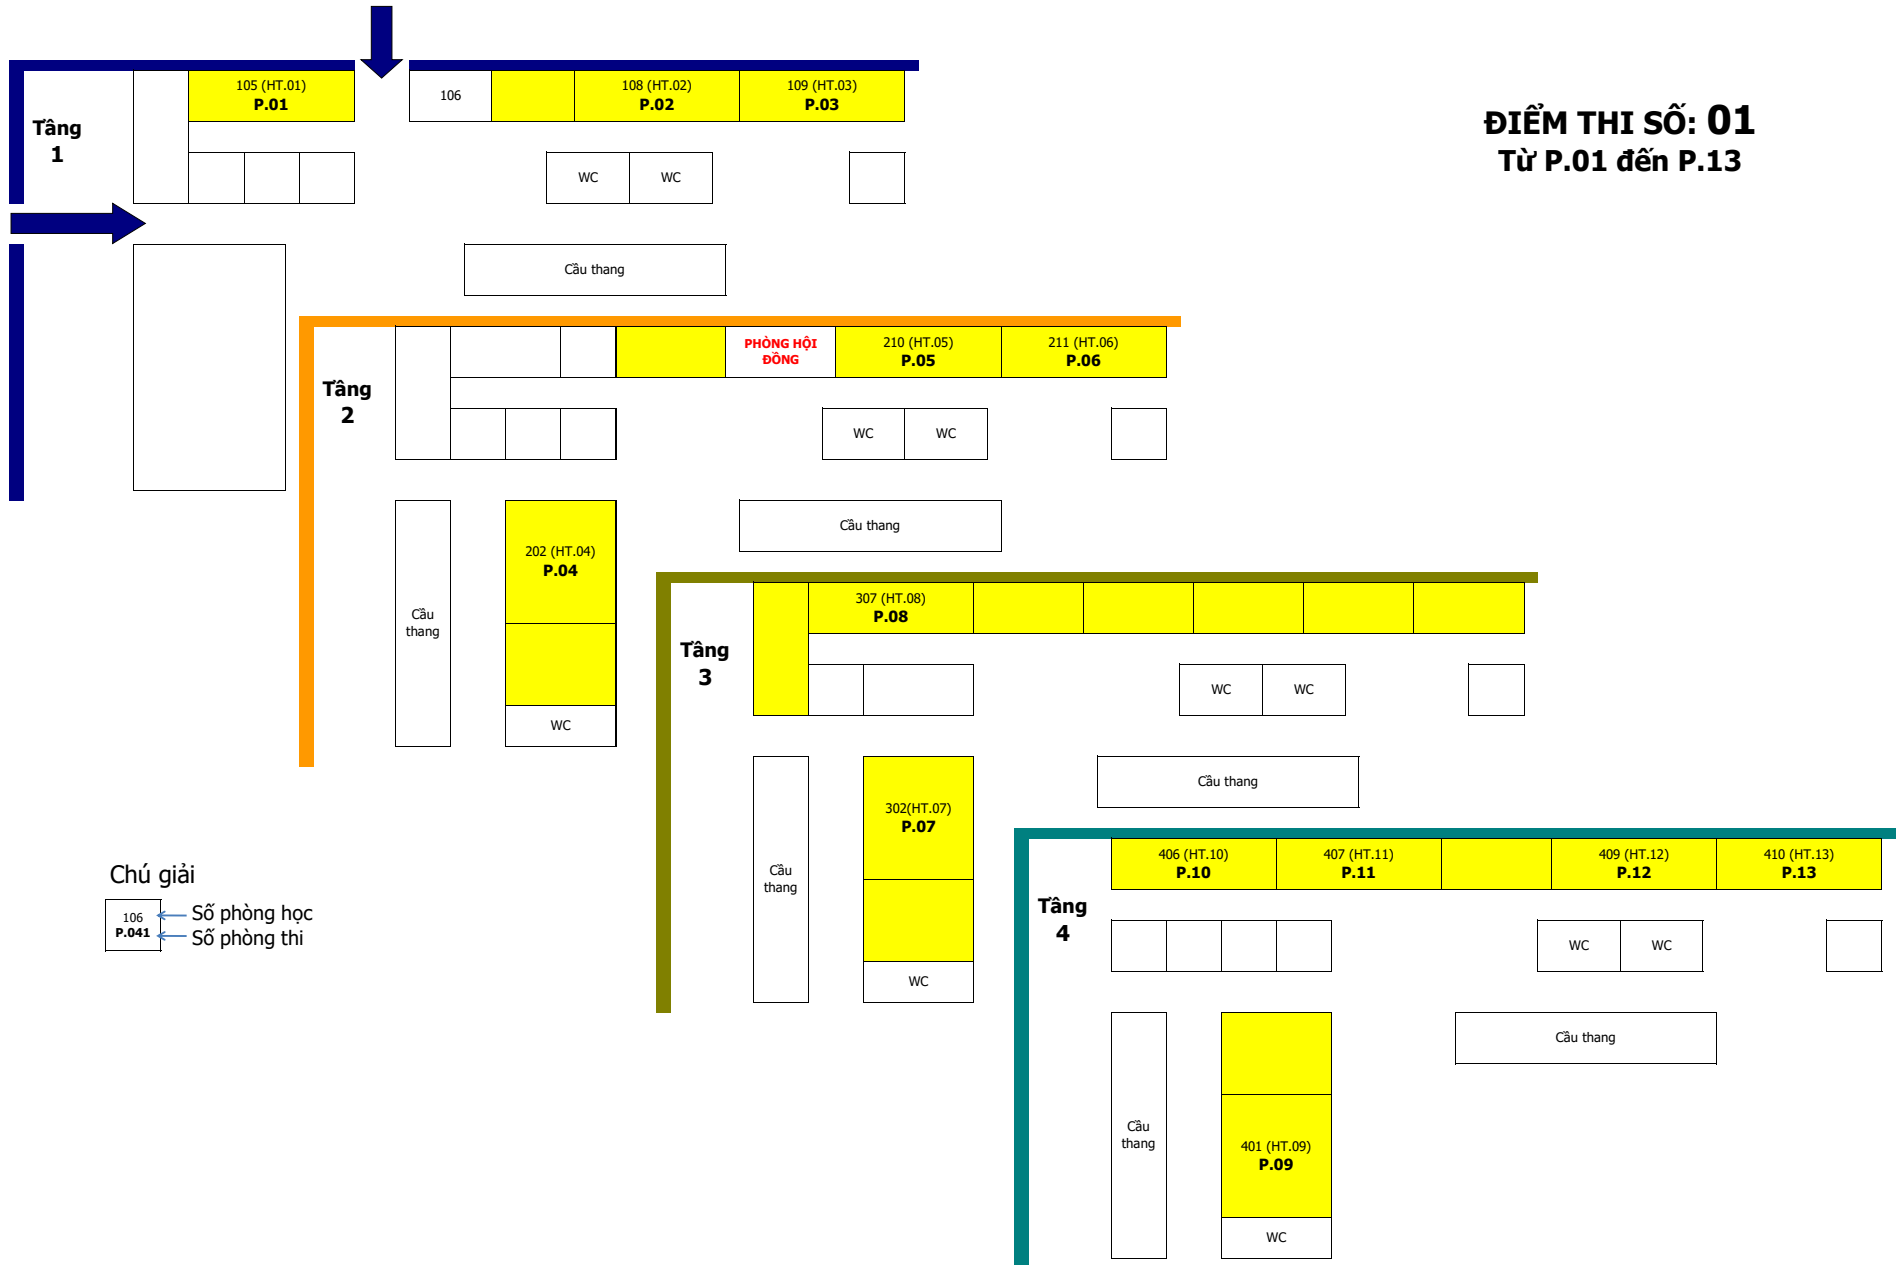 ĐIỂM THI SỐ: 01
Từ P.01 đến P.13
Tầng
1
105 (HT.01)
P.01
106
108 (HT.02)
P.02
109 (HT.03)
P.03
WC
WC
Cầu thang
Tầng
2
PHÒNG HỘI
ĐỒNG
210 (HT.05)
P.05
211 (HT.06)
P.06
WC
WC
Cầu thang
202 (HT.04)
P.04
Cầu
thang
WC
Tầng
3
307 (HT.08)
P.08
WC
WC
Cầu thang
302(HT.07)
P.07
Cầu
thang
WC
Tầng
4
406 (HT.10)
P.10
407 (HT.11)
P.11
409 (HT.12)
P.12
410 (HT.13)
P.13
WC
WC
Cầu thang
Cầu
thang
401 (HT.09)
P.09
WC
Chú giải
106
Số phòng học
P.041
Số phòng thi